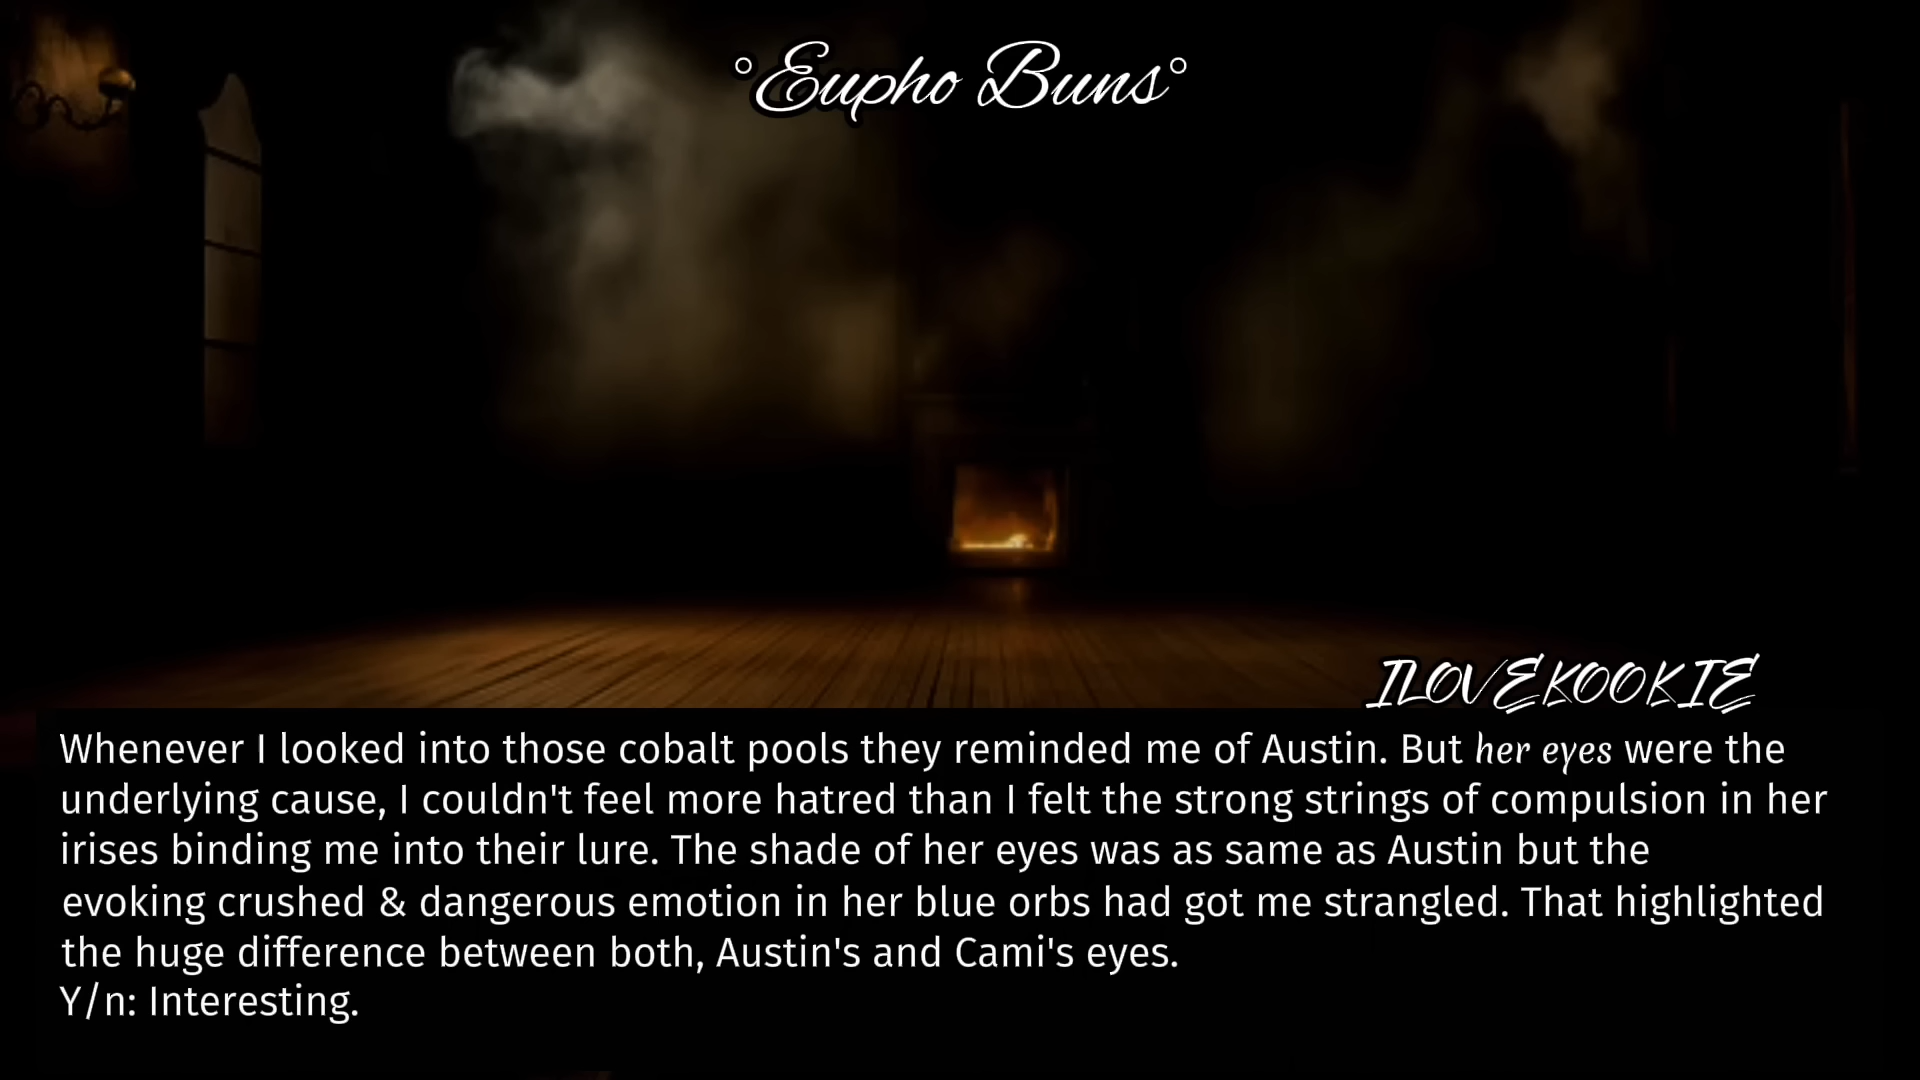 °Eupho Buns°
ILOVEKOOKIE
Whenever I looked into those cobalt pools they reminded me of Austin. But her eyes were the
underlying cause, I couldn't feel more hatred than I felt the strong strings of compulsion in her
irises binding me into their lure. The shade of her eyes was as same as Austin but the
evoking crushed & dangerous emotion in her blue orbs had got me strangled. That highlighted
the huge difference between both, Austin's and Cami's eyes.
Y/n: Interesting.